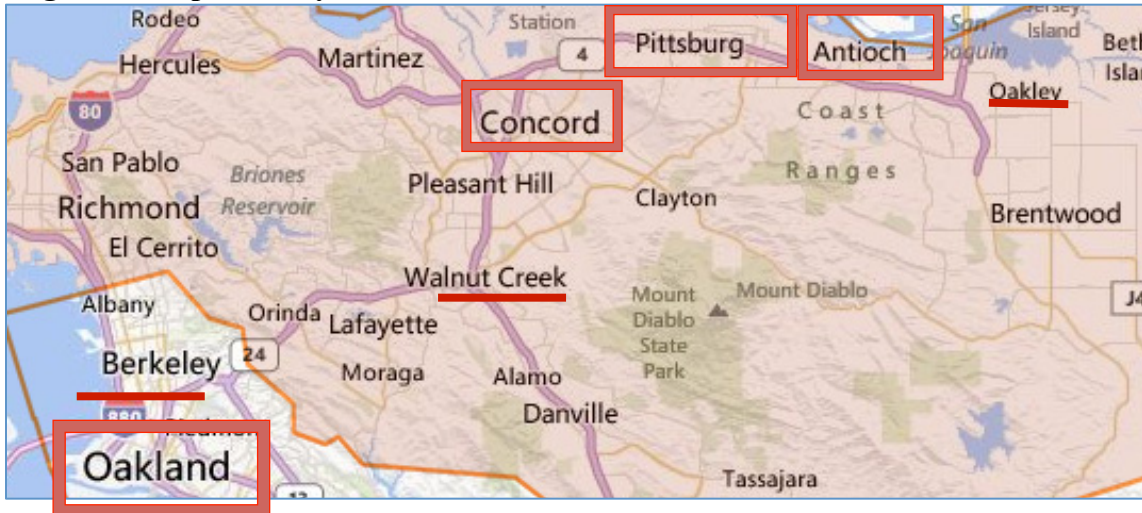 Rodeo
Station
San
Island
Hercules
Martinez
4
Pittsburg
Antioch
Oakley
80
Concord
Coast
San Pablo
Briones
Reservoir
Pleasant Hill
Clayton
Ranges
Richmond
Brentwood
El Cerrito
Walnut Creek
Albany
Orinda
Lafayette
Mount
Diablo
State
Park
Mount Diablo
Berkeley
24
Moraga
Alamo
Danville
Oakland
Tassajara